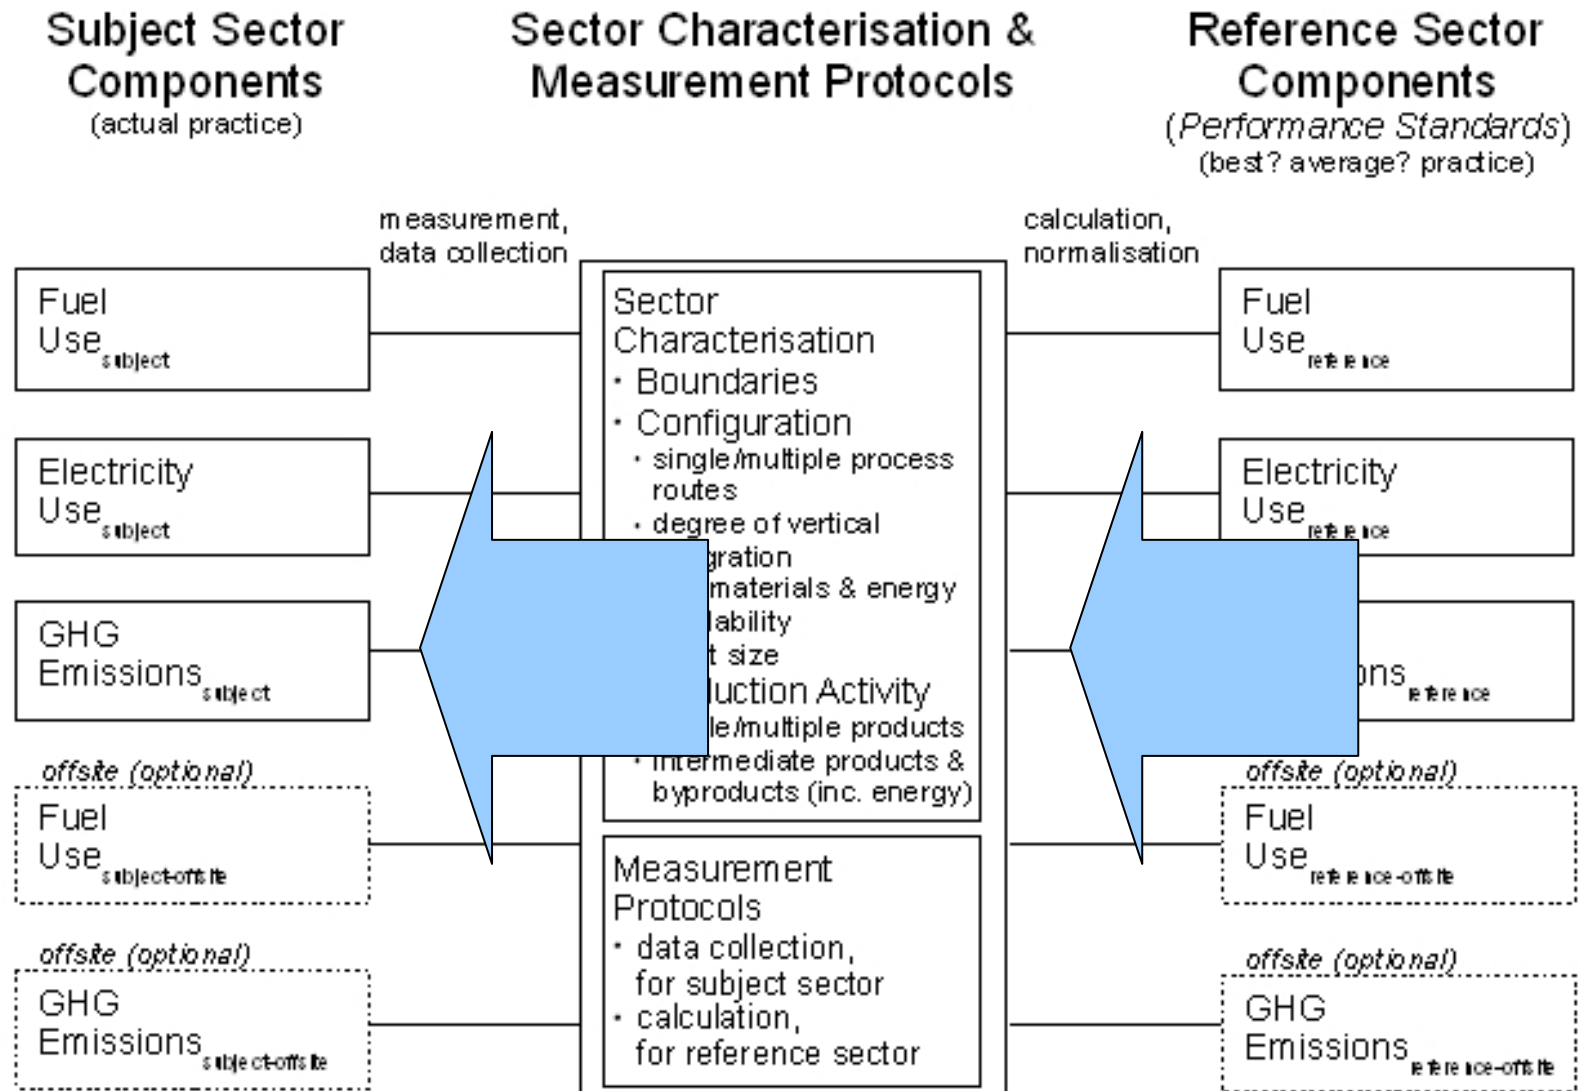 Subject Sector
Components
(actual practice)
Sector Characterisation &
Measurement Protocols
Reference Sector
Components
(Performance Standards)
(best? average? practice)
measurement,
data collection
calculation,
normalisation
Fuel
Use subject
Electricity
Use subject
GHG
Emissions subject
offsite (optional)
Fuel
Use subject-offsite
offsite (optional)
GHG
Emissions subject-offsite
Sector
Characterisation
· Boundaries
· Configuration
· single/multiple process
routes
· degree of vertical
gration
materials & energy
lability
t size
uction Activity
le/multiple products
· intermediate products &
byproducts (inc. energy)
Measurement
Protocols
· data collection,
for subject sector
· calculation,
for reference sector
Fuel
Use reference
Electricity
Use reference
ons reference
offsite (optional)
Fuel
Use reference-offsite
offsite (optional)
GHG
Emissions reference-offsite